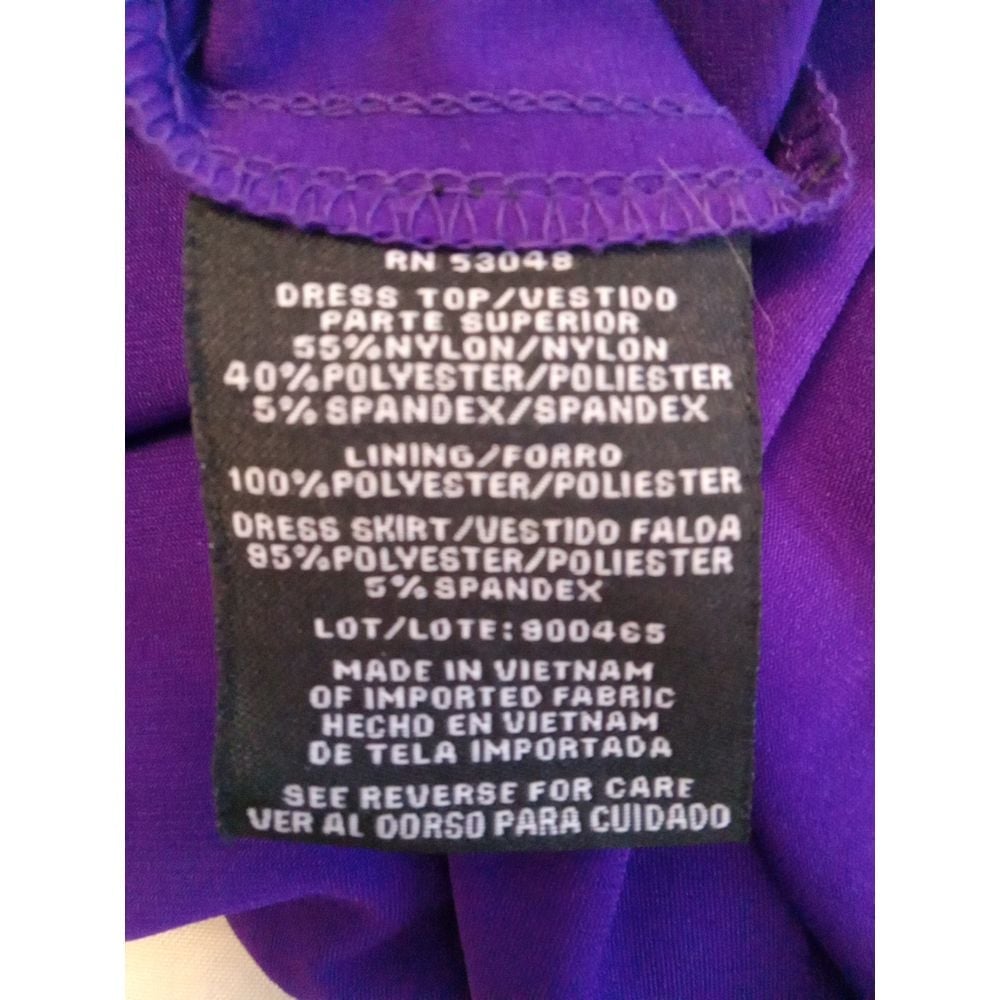 RN 53048
DRESS TOP/VESTIDO
PARTE SUPERIOR
55%NYLON/NYLON
40%POLYESTER/POLIESTER
5%SPANDEX/SPANDEX
LINING/FORRO
100%POLYESTER/POLIESTER
DRESS SKIRT/VESTIDO FALDA
95%POLYESTER/POLIESTER
5%SPANDEX
LOT/LOTE:900465
MADE IN VIETNAM
OF IMPORTED FABRIC
HECHO EN VIETNAM
DE TELA IMPORTADA
SEE REVERSE FOR CARE
VER AL DORSO PARA CUIDADO